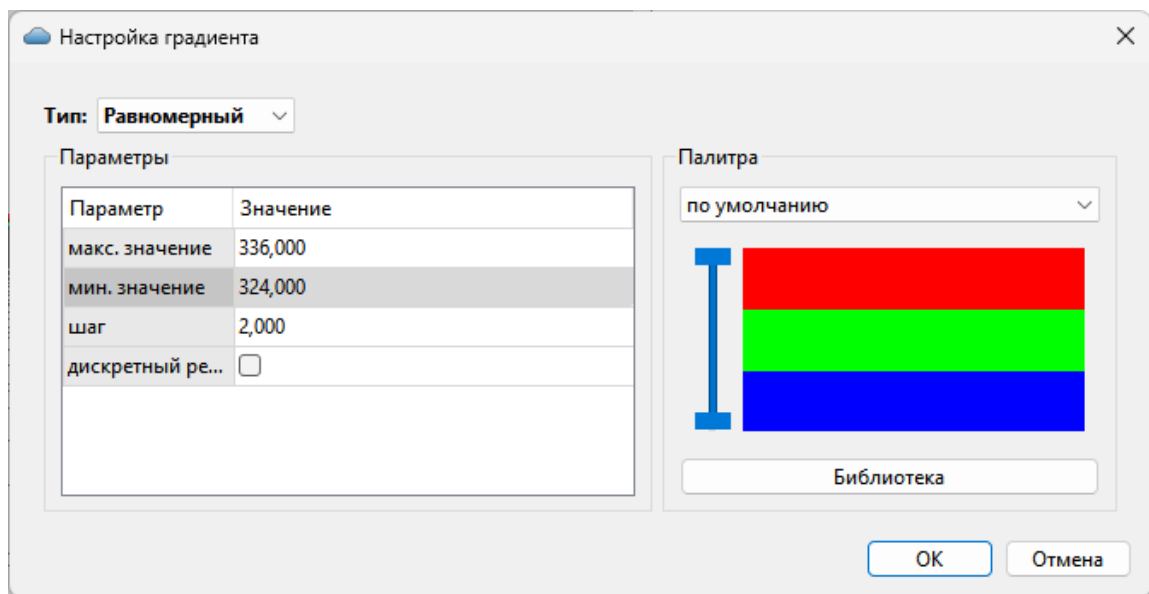 Настройка градиента
Тип: Равномерный
Параметры
Параметр Значение
макс. значение 336,000
мин. значение 324,000
шаг 2,000
дискретный ре...
Палитра
по умолчанию
Библиотека
OK Отмена